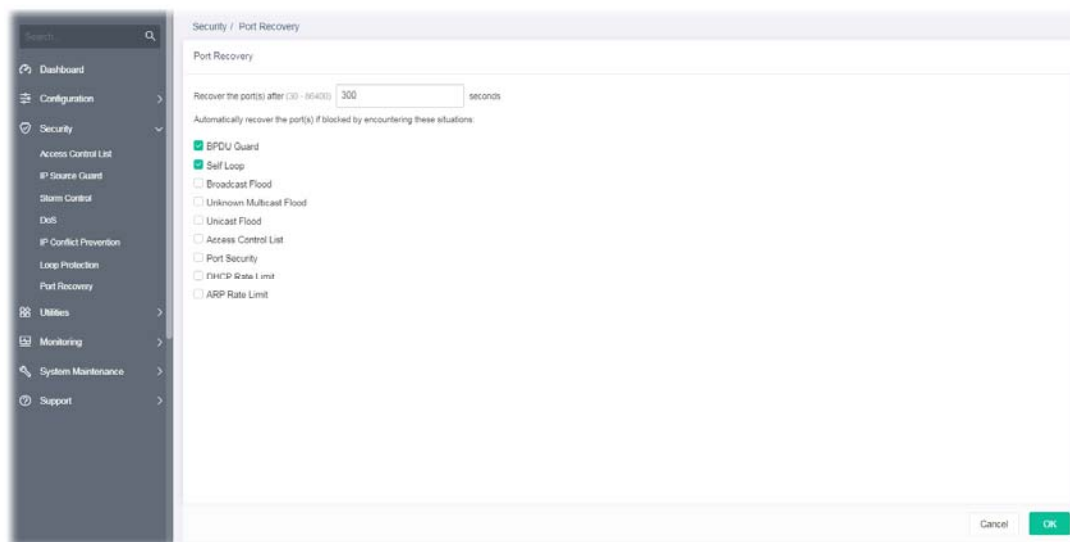 Search...
Dashboard
Configuration
Security
Access Control List
IP Source Guard
Storm Control
DoS
IP Conflict Prevention
Loop Protection
Port Recovery
Utilities
Monitoring
System Maintenance
Support
Security / Port Recovery
Port Recovery
Recover the port(s) after (30 - 86400) 300 seconds
Automatically recover the port(s) if blocked by encountering these situations:
BPDU Guard
Self Loop
Broadcast Flood
Unknown Multicast Flood
Unicast Flood
Access Control List
Port Security
DHCP Rate Limit
ARP Rate Limit
Cancel OK